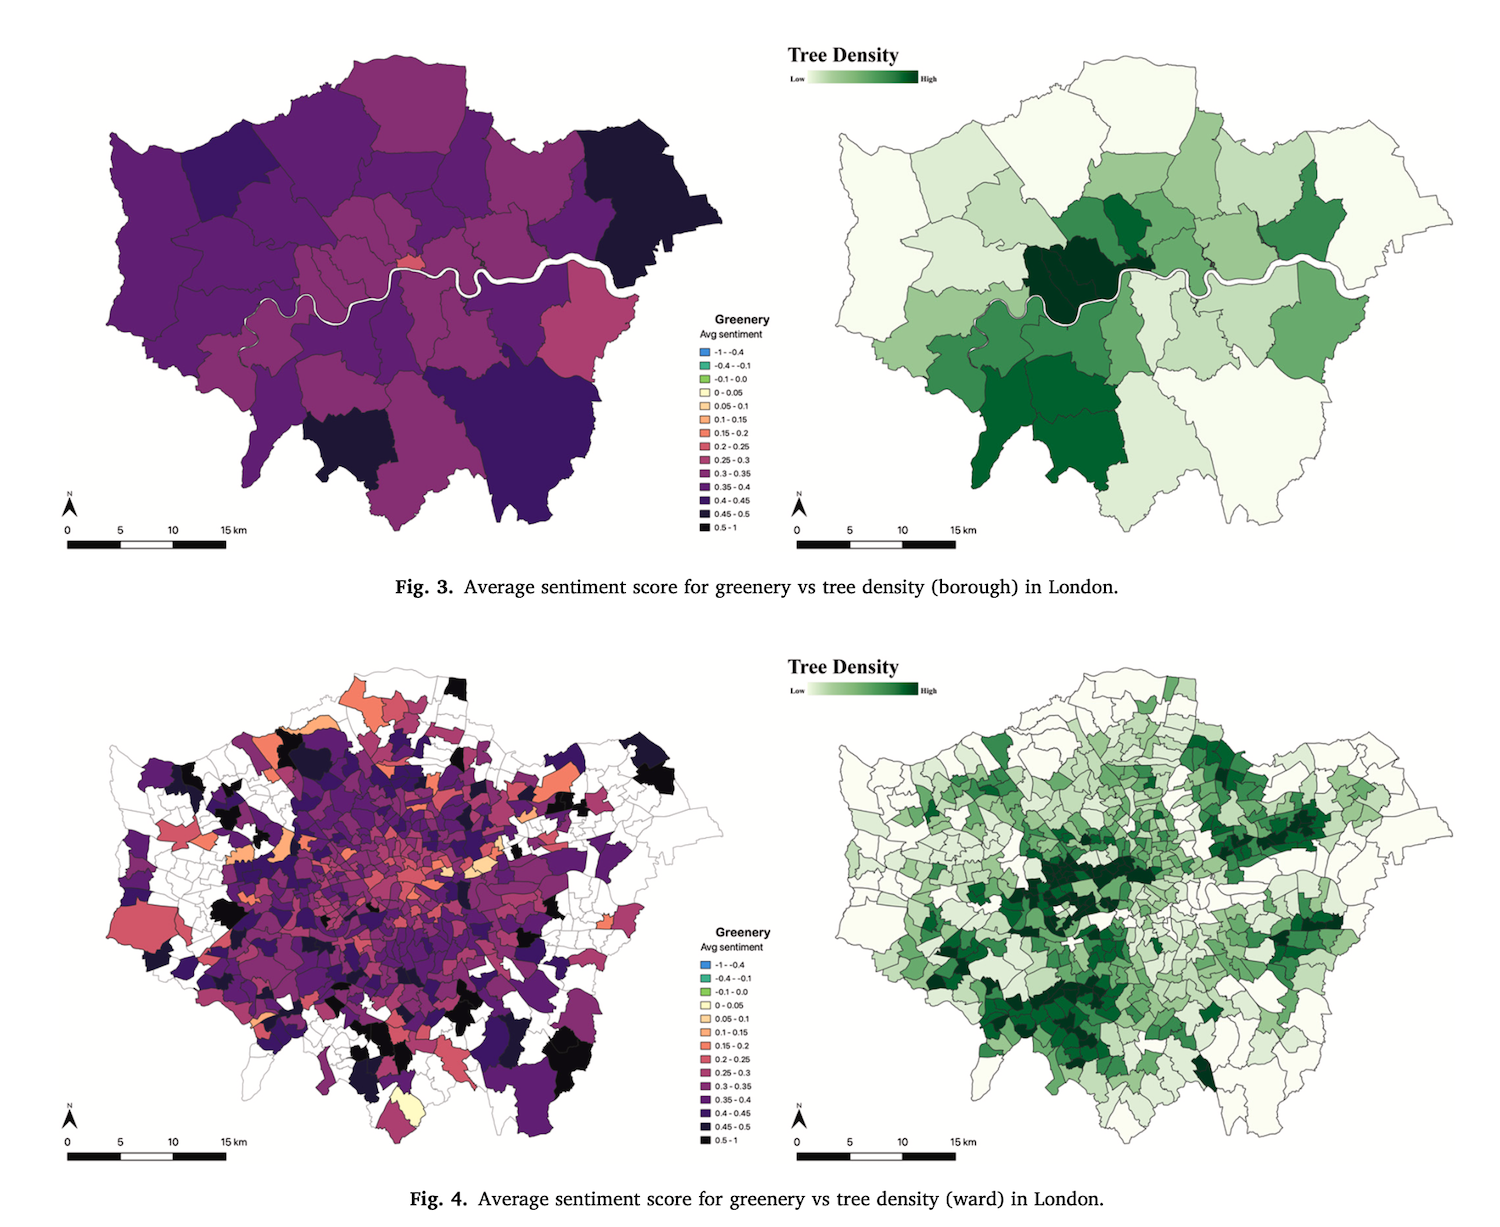 Tree Density
Low High
Greenery
Avg sentiment
-1 - -0.4
-0.4 - -0.1
-0.1 - 0.0
0 - 0.05
0.05 - 0.1
0.1 - 0.15
0.15 - 0.2
0.2 - 0.25
0.25 - 0.3
0.3 - 0.35
0.35 - 0.4
0.4 - 0.45
0.45 - 0.5
0.5 - 1
N
0 5 10 15 km
N
0 5 10 15 km
Fig. 3. Average sentiment score for greenery vs tree density (borough) in London.
Tree Density
Low High
Greenery
Avg sentiment
-1 - -0.4
-0.4 - -0.1
-0.1 - 0.0
0 - 0.05
0.05 - 0.1
0.1 - 0.15
0.15 - 0.2
0.2 - 0.25
0.25 - 0.3
0.3 - 0.35
0.35 - 0.4
0.4 - 0.45
0.45 - 0.5
0.5 - 1
N
0 5 10 15 km
N
0 5 10 15 km
Fig. 4. Average sentiment score for greenery vs tree density (ward) in London.